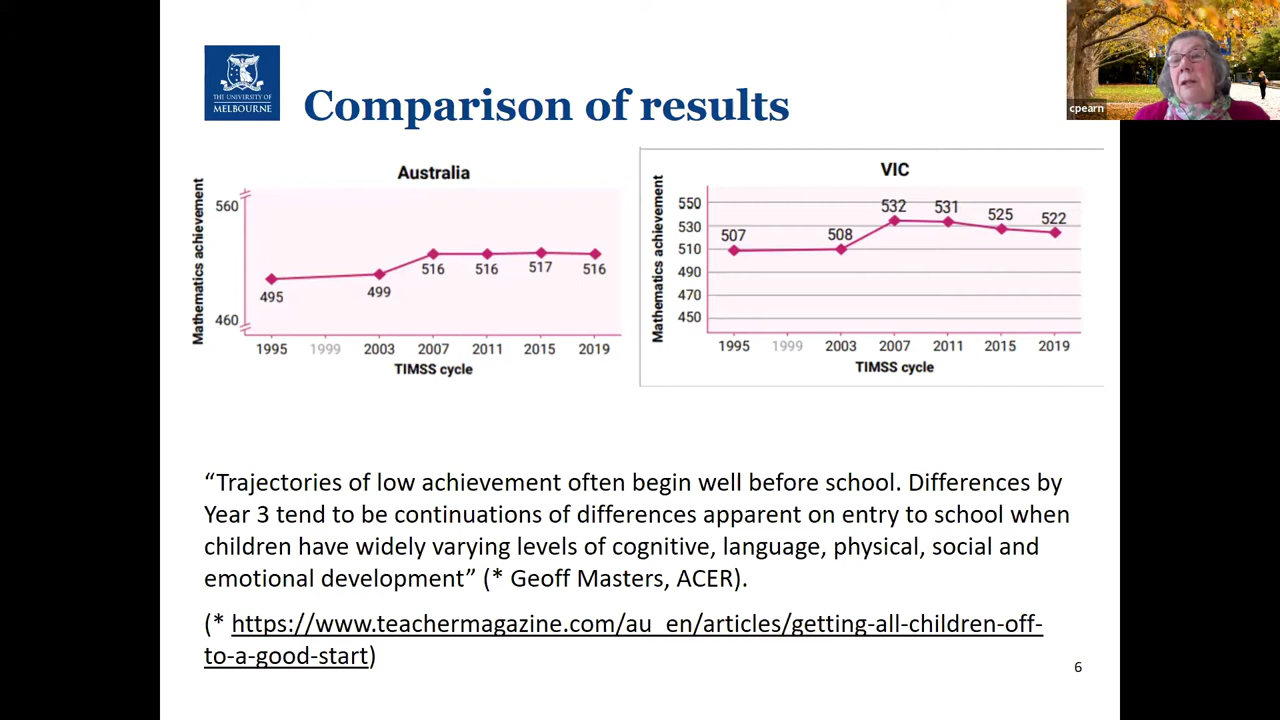 THE UNIVERSITY OF
MELBOURNE
Comparison of results
cpearn
Australia
Mathematics achievement
560
460
495
499
516
516
517
516
1995 1999 2003 2007 2011 2015 2019
TIMSS cycle
VIC
Mathematics achievement
550
530
510
490
470
450
507
508
532
531
525
522
1995 1999 2003 2007 2011 2015 2019
TIMSS cycle
“Trajectories of low achievement often begin well before school. Differences by
Year 3 tend to be continuations of differences apparent on entry to school when
children have widely varying levels of cognitive, language, physical, social and
emotional development” (* Geoff Masters, ACER).
(* https://www.teachermagazine.com/au_en/articles/getting-all-children-off-
to-a-good-start)
6